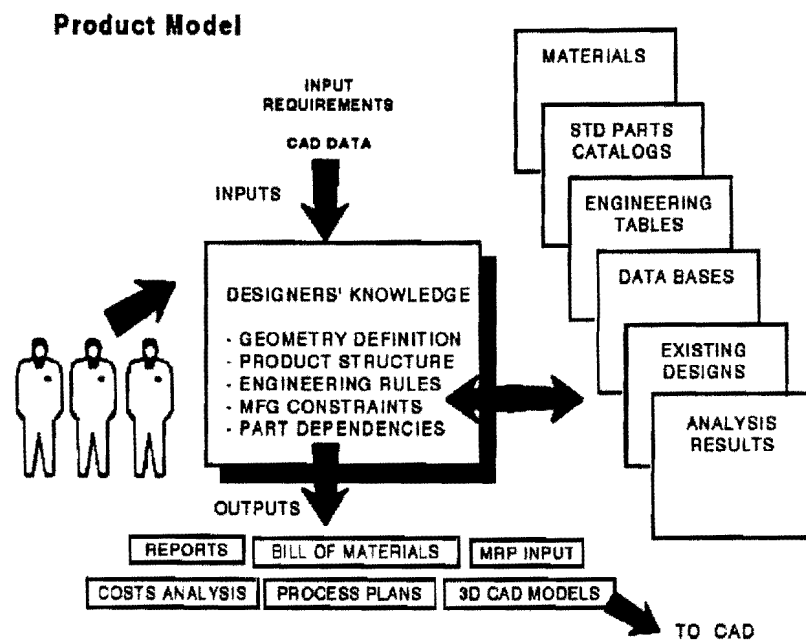 Product Model
INPUT
REQUIREMENTS
CAD DATA
INPUTS
DESIGNERS' KNOWLEDGE
- GEOMETRY DEFINITION
- PRODUCT STRUCTURE
- ENGINEERING RULES
- MFG CONSTRAINTS
- PART DEPENDENCIES
OUTPUTS
REPORTS
BILL OF MATERIALS
MRP INPUT
COSTS ANALYSIS
PROCESS PLANS
3D CAD MODELS
TO CAD
MATERIALS
STD PARTS
CATALOGS
ENGINEERING
TABLES
DATA BASES
EXISTING
DESIGNS
ANALYSIS
RESULTS